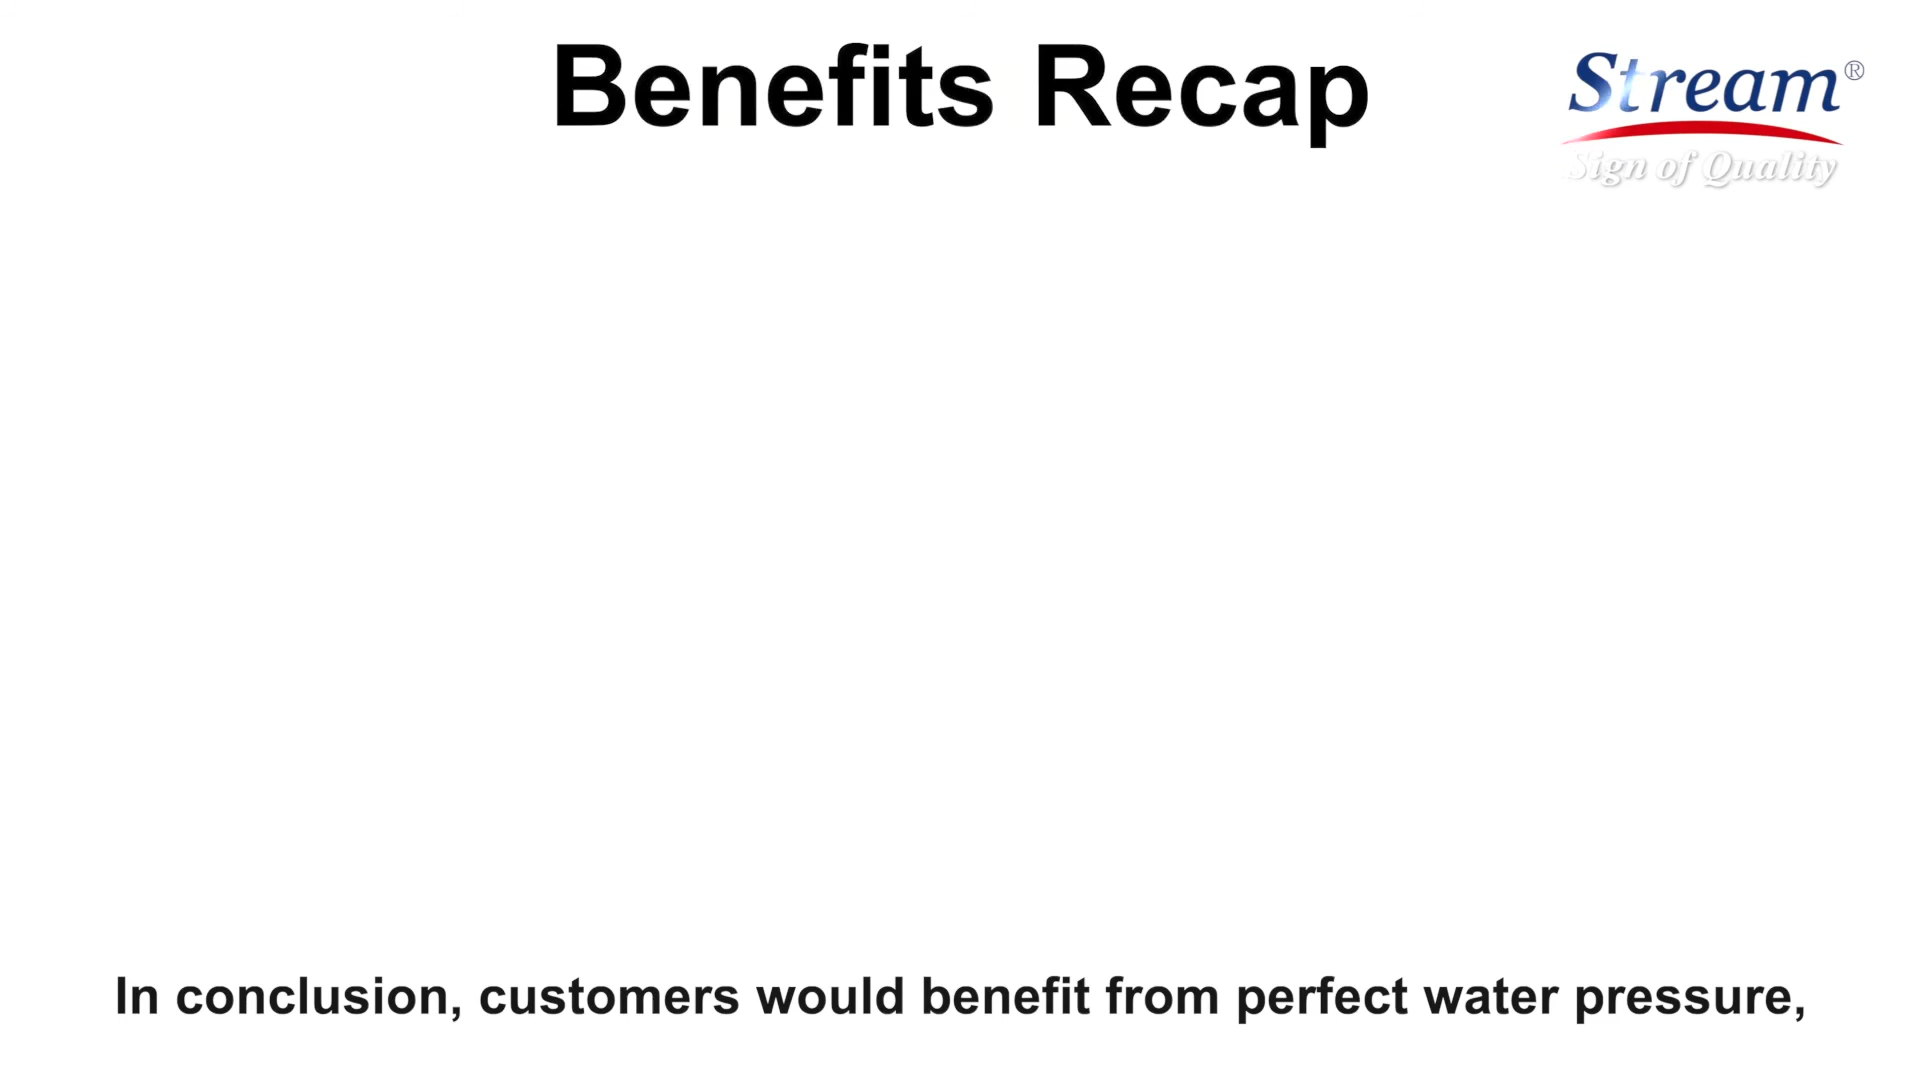 Benefits Recap
Stream®
Sign of Quality
In conclusion, customers would benefit from perfect water pressure,